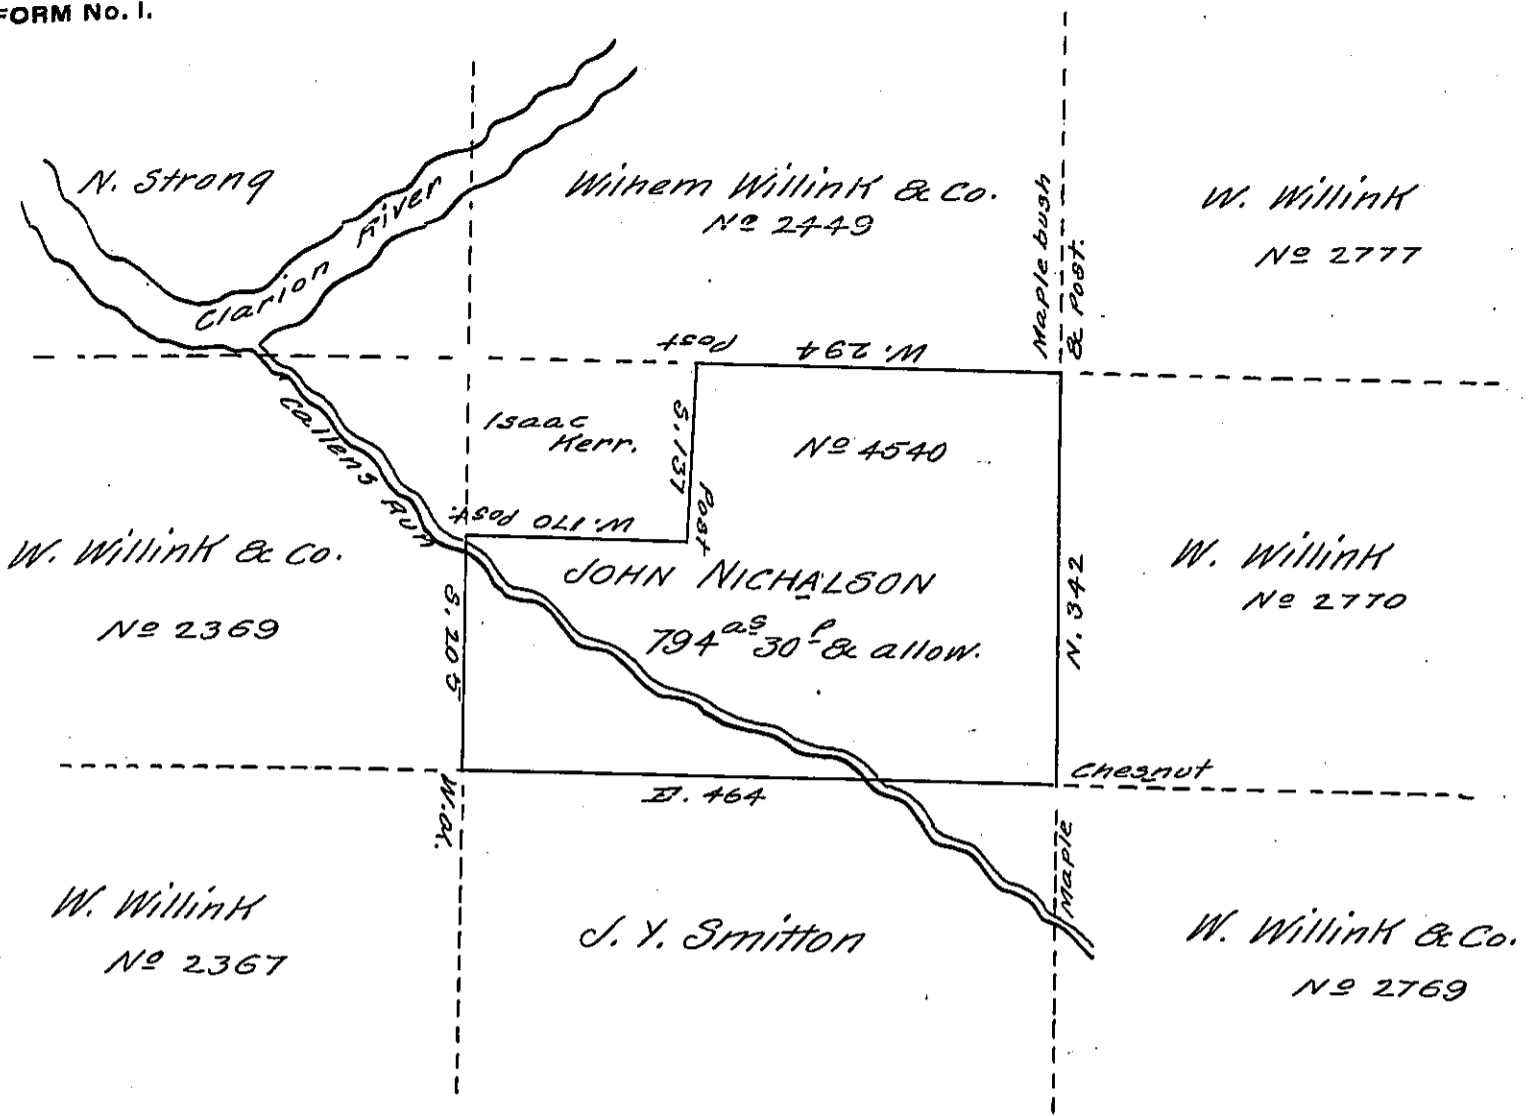 FORM No. 1.
N. Strong
Clarion River
Wilhem Willink & Co.
Nº 2449
Maple bush
& Post.
W. Willink
Nº 2777
Post
W. 294
Isaac
Kerr.
S. 137
Post
Nº 4540
Callens Run
W. 170 Post.
W. Willink & Co.
Nº 2369
S. 205
JOHN NICHALSON
794 as 30 p & allow.
N. 342
W. Willink
Nº 2770
Chesnut
E. 464
W.o.
Maple
W. Willink
Nº 2367
J. Y. Smitton
W. Willink & Co.
Nº 2769